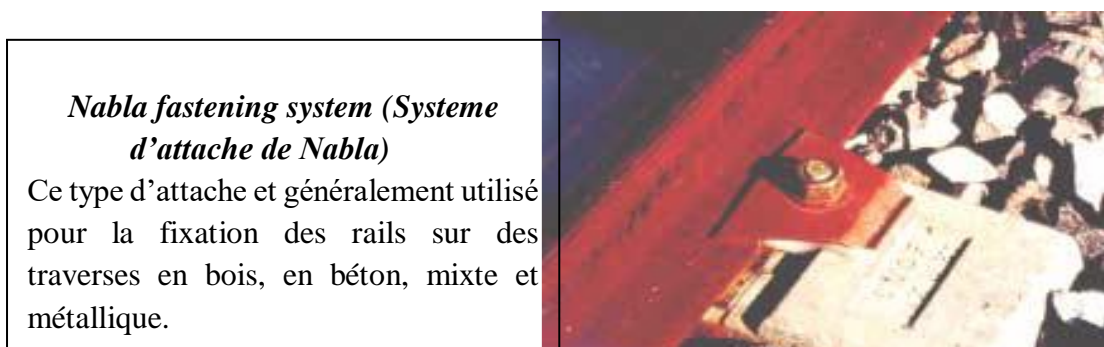 Nabla fastening system (Systeme
d’attache de Nabla)
Ce type d’attache et généralement utilisé
pour la fixation des rails sur des
traverses en bois, en béton, mixte et
métallique.